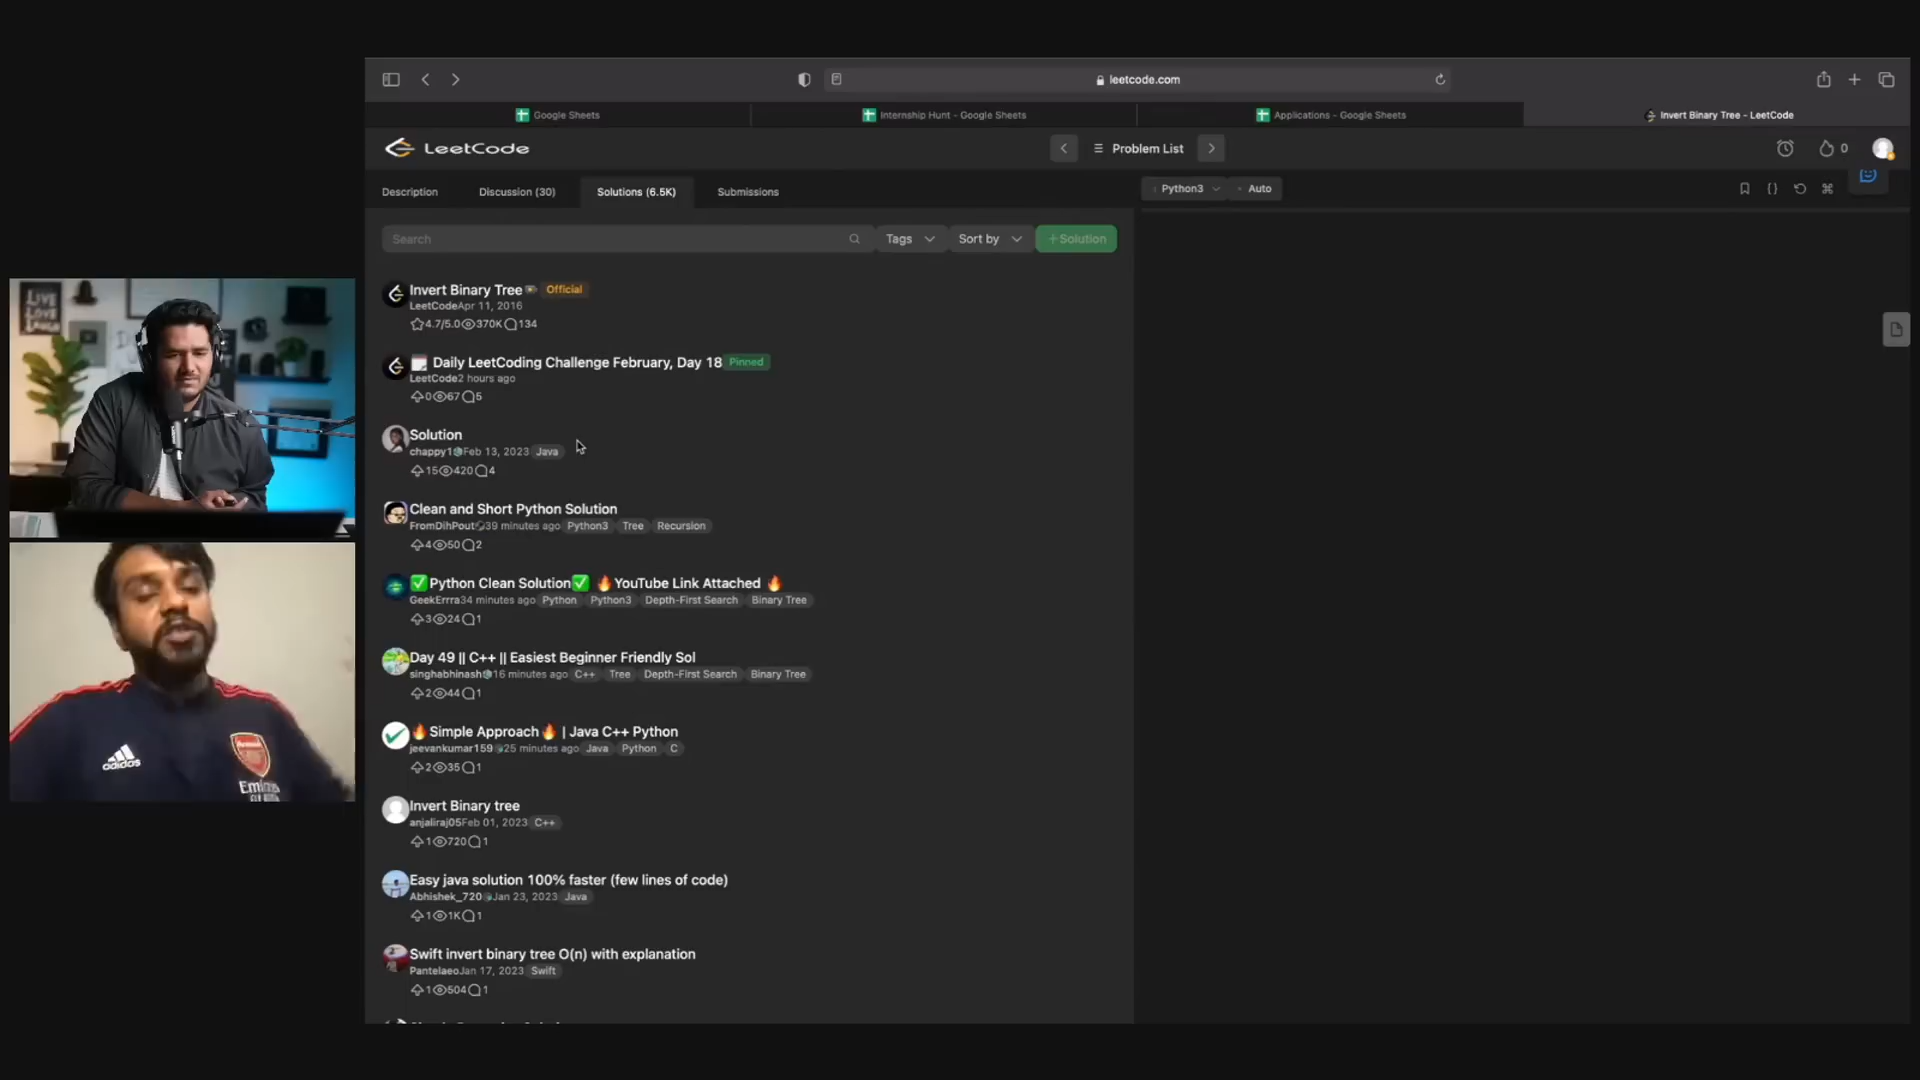 leetcode.com
Google Sheets
Internship Hunt - Google Sheets
Applications - Google Sheets
Invert Binary Tree - LeetCode
LeetCode
Problem List
0
Description
Discussion (30)
Solutions (6.5K)
Submissions
Python3
Auto
Search
Tags
Sort by
+ Solution
Invert Binary Tree Official
LeetCode Apr 11, 2016
4.7/5.0 370K 134
Daily LeetCoding Challenge February, Day 18 Pinned
LeetCode 2 hours ago
0 67 5
Solution
chappy1 Feb 13, 2023 Java
15 420 4
Clean and Short Python Solution
FromDihPout 39 minutes ago Python3 Tree Recursion
4 50 2
✅Python Clean Solution✅ 🔥YouTube Link Attached 🔥
GeekErrra 34 minutes ago Python Python3 Depth-First Search Binary Tree
3 24 1
Day 49 || C++ || Easiest Beginner Friendly Sol
singhabhinash 16 minutes ago C++ Tree Depth-First Search Binary Tree
2 44 1
🔥Simple Approach🔥 | Java C++ Python
jeevankumar159 25 minutes ago Java Python C
2 35 1
Invert Binary tree
anjaliraj05 Feb 01, 2023 C++
1 720 1
Easy java solution 100% faster (few lines of code)
Abhishek_720 Jan 23, 2023 Java
1 1K 1
Swift invert binary tree O(n) with explanation
Pantelaeo Jan 17, 2023 Swift
1 504 1
LIVE
LOVE
LAUGH
adidas
Arsenal
Emirates